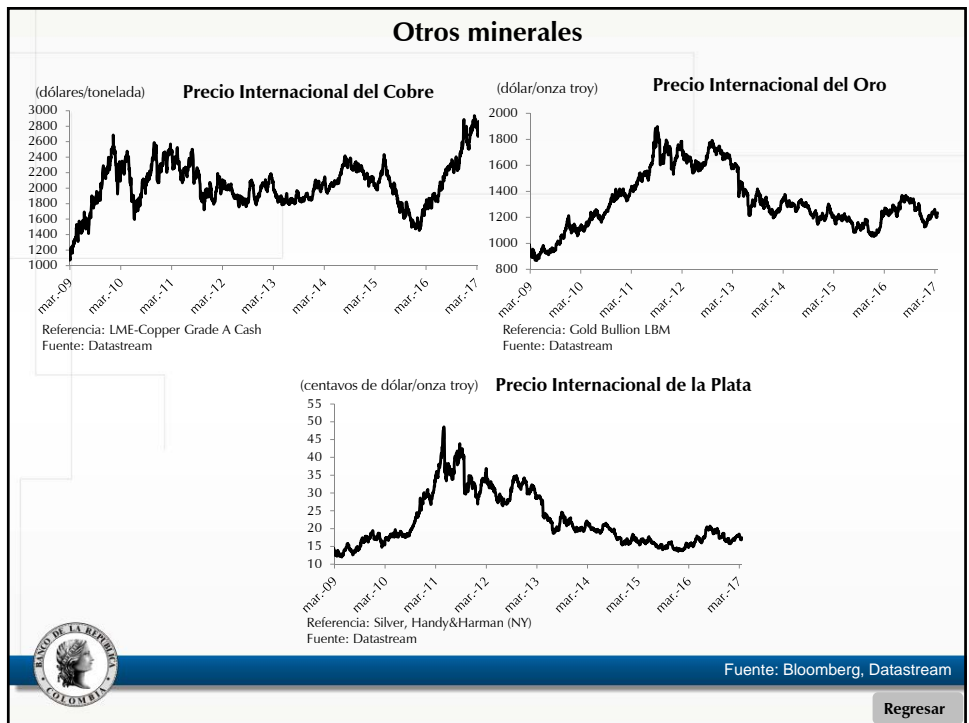 Otros minerales
(dólares/tonelada)
Precio Internacional del Cobre
3000
2800
2600
2400
2200
2000
1800
1600
1400
1200
1000
mar.-09
mar.-10
mar.-11
mar.-12
mar.-13
mar.-14
mar.-15
mar.-16
mar.-17
Referencia: LME-Copper Grade A Cash
Fuente: Datastream
(dólar/onza troy)
Precio Internacional del Oro
2000
1800
1600
1400
1200
1000
800
mar.-09
mar.-10
mar.-11
mar.-12
mar.-13
mar.-14
mar.-15
mar.-16
mar.-17
Referencia: Gold Bullion LBM
Fuente: Datastream
(centavos de dólar/onza troy)
Precio Internacional de la Plata
55
50
45
40
35
30
25
20
15
10
mar.-09
mar.-10
mar.-11
mar.-12
mar.-13
mar.-14
mar.-15
mar.-16
mar.-17
Referencia: Silver, Handy&Harman (NY)
Fuente: Datastream
BANCO DE LA REPUBLICA
COLOMBIA
Fuente: Bloomberg, Datastream
Regresar